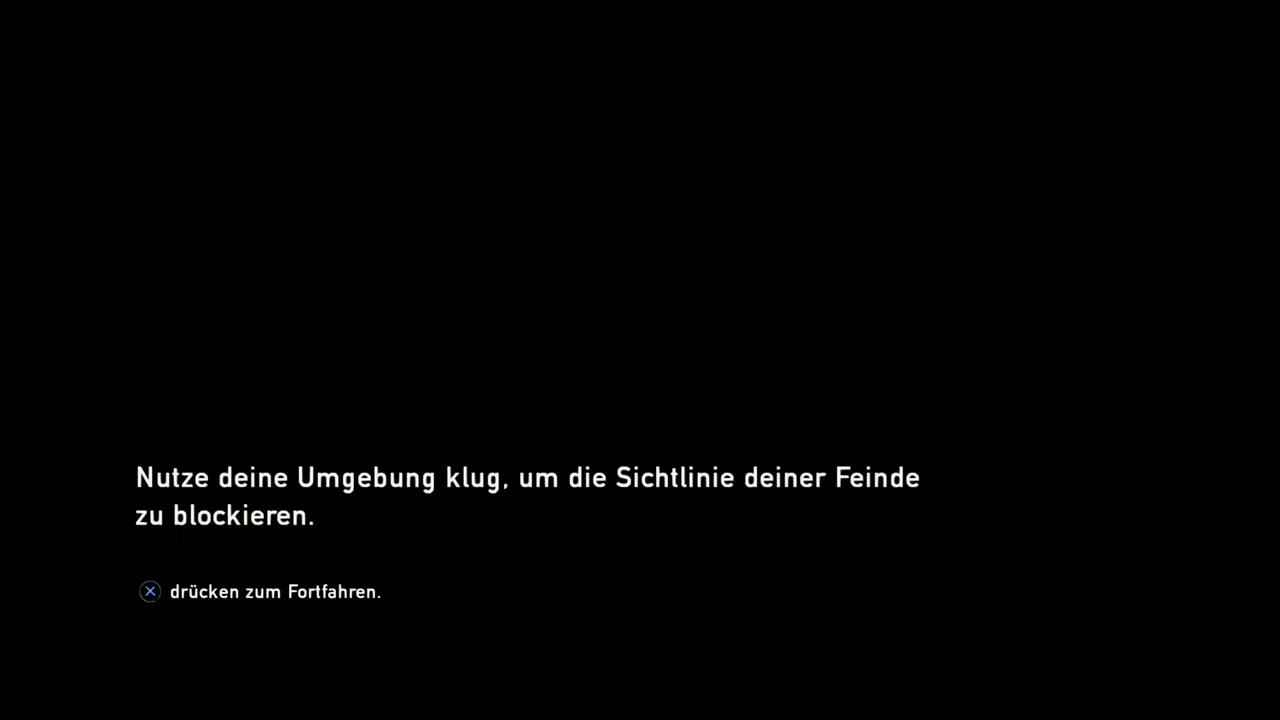 Nutze deine Umgebung klug, um die Sichtlinie deiner Feinde
zu blockieren.
drücken zum Fortfahren.